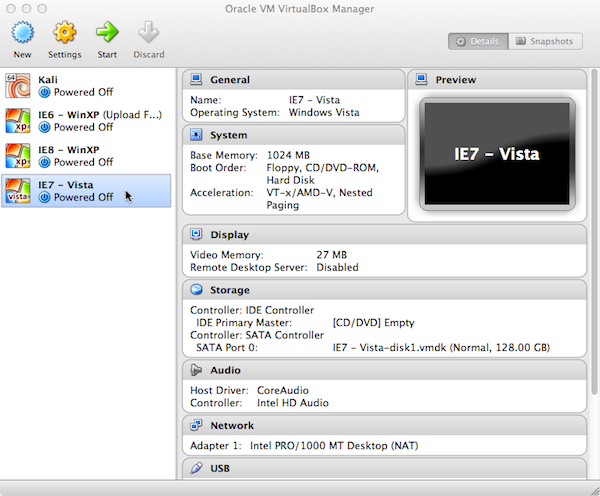 Oracle VM VirtualBox Manager
New Settings Start Discard
Details Snapshots
64
Kali
Powered Off
xp
IE6 - WinXP (Upload F...)
Powered Off
xp
IE8 - WinXP
Powered Off
vista
IE7 - Vista
Powered Off
General
Name: IE7 - Vista
Operating System: Windows Vista
System
Base Memory: 1024 MB
Boot Order: Floppy, CD/DVD-ROM,
Hard Disk
Acceleration: VT-x/AMD-V, Nested
Paging
Preview
IE7 - Vista
Display
Video Memory: 27 MB
Remote Desktop Server: Disabled
Storage
Controller: IDE Controller
IDE Primary Master: [CD/DVD] Empty
Controller: SATA Controller
SATA Port 0: IE7 - Vista-disk1.vmdk (Normal, 128.00 GB)
Audio
Host Driver: CoreAudio
Controller: Intel HD Audio
Network
Adapter 1: Intel PRO/1000 MT Desktop (NAT)
USB